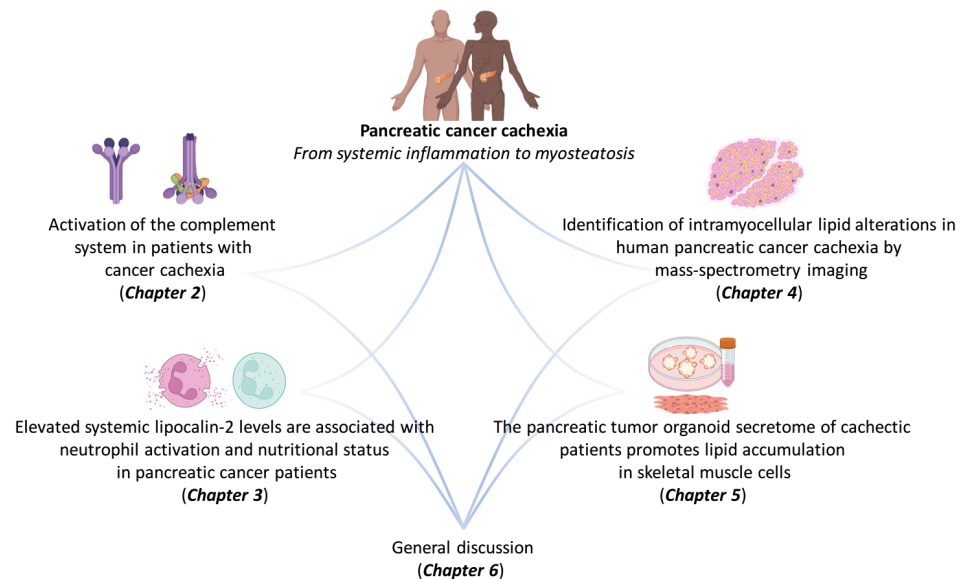 Pancreatic cancer cachexia
From systemic inflammation to myosteatosis
Activation of the complement
system in patients with
cancer cachexia
(Chapter 2)
Identification of intramyocellular lipid alterations in
human pancreatic cancer cachexia by
mass-spectrometry imaging
(Chapter 4)
Elevated systemic lipocalin-2 levels are associated with
neutrophil activation and nutritional status
in pancreatic cancer patients
(Chapter 3)
The pancreatic tumor organoid secretome of cachectic
patients promotes lipid accumulation
in skeletal muscle cells
(Chapter 5)
General discussion
(Chapter 6)